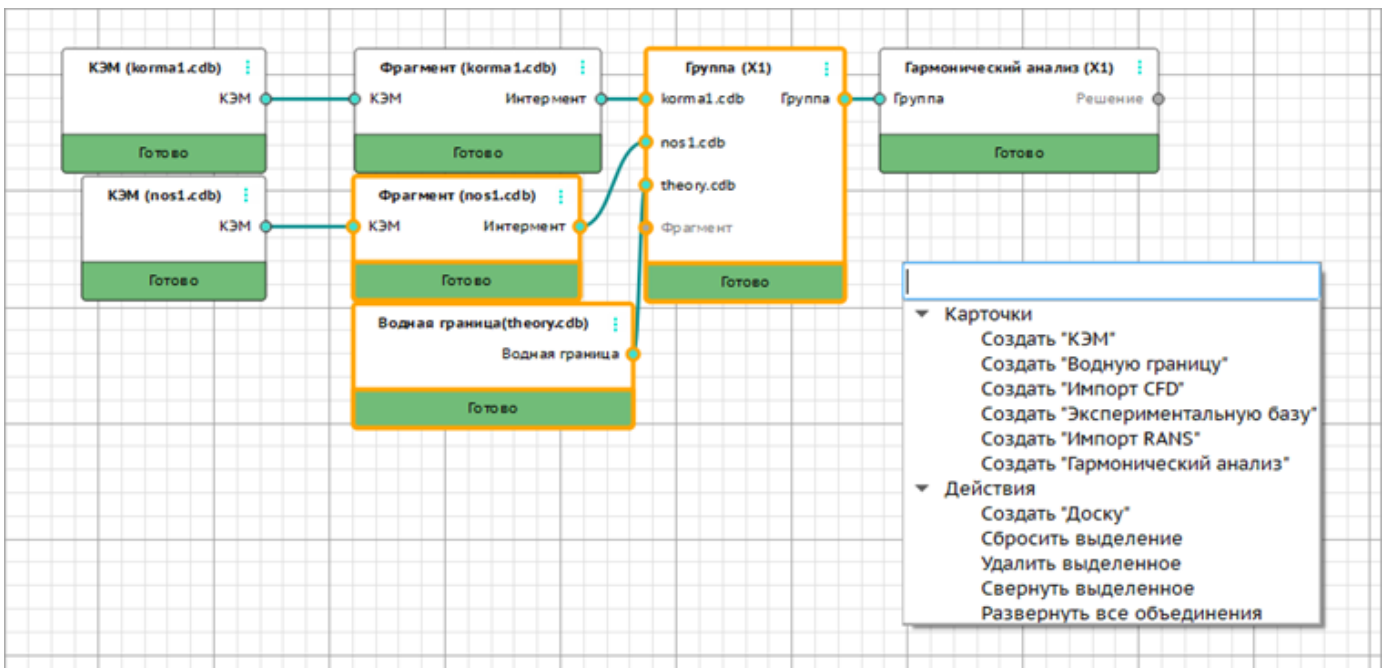 КЭМ (korma1.cdb)
КЭМ
Готово
Фрагмент (korma1.cdb)
КЭМ Интермент
Готово
Группа (X1)
korma1.cdb Группа
nos1.cdb
theory.cdb
Фрагмент
Готово
Гармонический анализ (X1)
Группа Решение
Готово
КЭМ (nos1.cdb)
КЭМ
Готово
Фрагмент (nos1.cdb)
КЭМ Интермент
Готово
Водная граница(theory.cdb)
Водная граница
Готово
Карточки
Создать "КЭМ"
Создать "Водную границу"
Создать "Импорт CFD"
Создать "Экспериментальную базу"
Создать "Импорт RANS"
Создать "Гармонический анализ"
Действия
Создать "Доску"
Сбросить выделение
Удалить выделенное
Свернуть выделенное
Развернуть все объединения